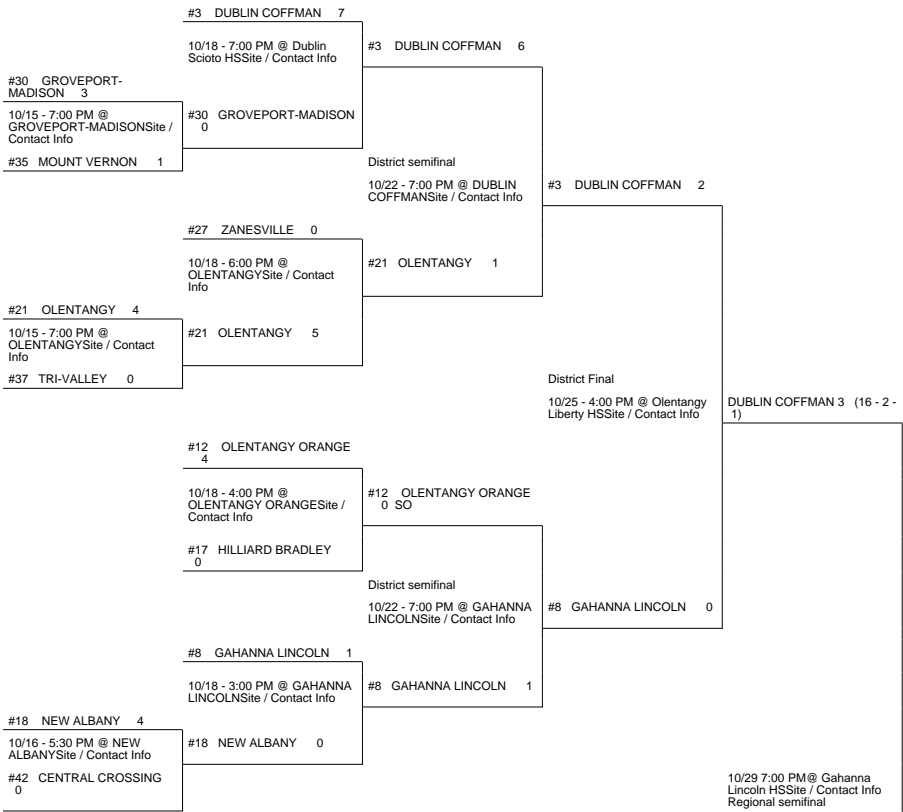 #3 DUBLIN COFFMAN 7
10/18 - 7:00 PM @ Dublin
Scioto HSSite / Contact Info
#3 DUBLIN COFFMAN 6
#30 GROVEPORT-
MADISON 3
10/15 - 7:00 PM @
GROVEPORT-MADISONSite /
Contact Info
#30 GROVEPORT-MADISON
0
#35 MOUNT VERNON 1
District semifinal
10/22 - 7:00 PM @ DUBLIN
COFFMANSite / Contact Info
#3 DUBLIN COFFMAN 2
#27 ZANESVILLE 0
10/18 - 6:00 PM @
OLENTANGYSite / Contact
Info
#21 OLENTANGY 1
#21 OLENTANGY 4
10/15 - 7:00 PM @
OLENTANGYSite / Contact
Info
#21 OLENTANGY 5
#37 TRI-VALLEY 0
District Final
10/25 - 4:00 PM @ Olentangy
Liberty HSSite / Contact Info
DUBLIN COFFMAN 3 (16 - 2 -
1)
#12 OLENTANGY ORANGE
4
10/18 - 4:00 PM @
OLENTANGY ORANGESite /
Contact Info
#12 OLENTANGY ORANGE
0 SO
#17 HILLIARD BRADLEY
0
District semifinal
10/22 - 7:00 PM @ GAHANNA
LINCOLNSite / Contact Info
#8 GAHANNA LINCOLN 0
#8 GAHANNA LINCOLN 1
10/18 - 3:00 PM @ GAHANNA
LINCOLNSite / Contact Info
#8 GAHANNA LINCOLN 1
#18 NEW ALBANY 4
10/16 - 5:30 PM @ NEW
ALBANYSite / Contact Info
#18 NEW ALBANY 0
#42 CENTRAL CROSSING
0
10/29 7:00 PM@ Gahanna
Lincoln HSSite / Contact Info
Regional semifinal